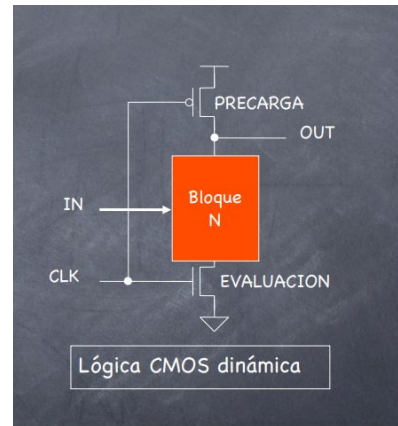 PRECARGA
OUT
Bloque
N
IN
CLK
EVALUACION
Lógica CMOS dinámica